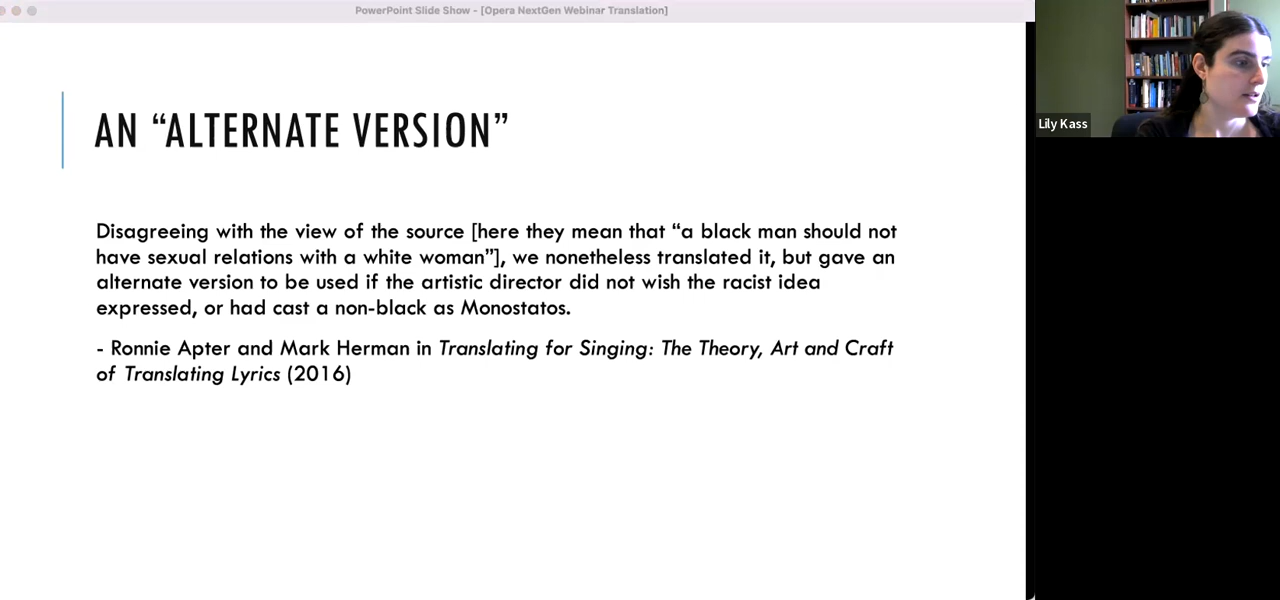 PowerPoint Slide Show - [Opera NextGen Webinar Translation]
Lily Kass
AN “ALTERNATE VERSION”
Disagreeing with the view of the source [here they mean that “a black man should not
have sexual relations with a white woman”], we nonetheless translated it, but gave an
alternate version to be used if the artistic director did not wish the racist idea
expressed, or had cast a non-black as Monostatos.
- Ronnie Apter and Mark Herman in Translating for Singing: The Theory, Art and Craft
of Translating Lyrics (2016)